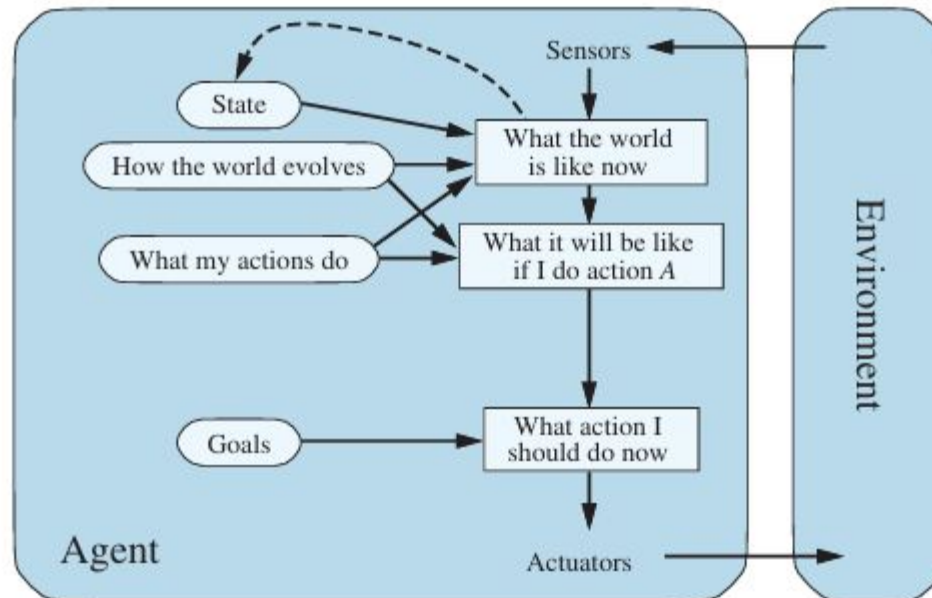 Sensors
State
What the world
is like now
How the world evolves
What my actions do
What it will be like
if I do action A
Goals
What action I
should do now
Agent
Actuators
Environment